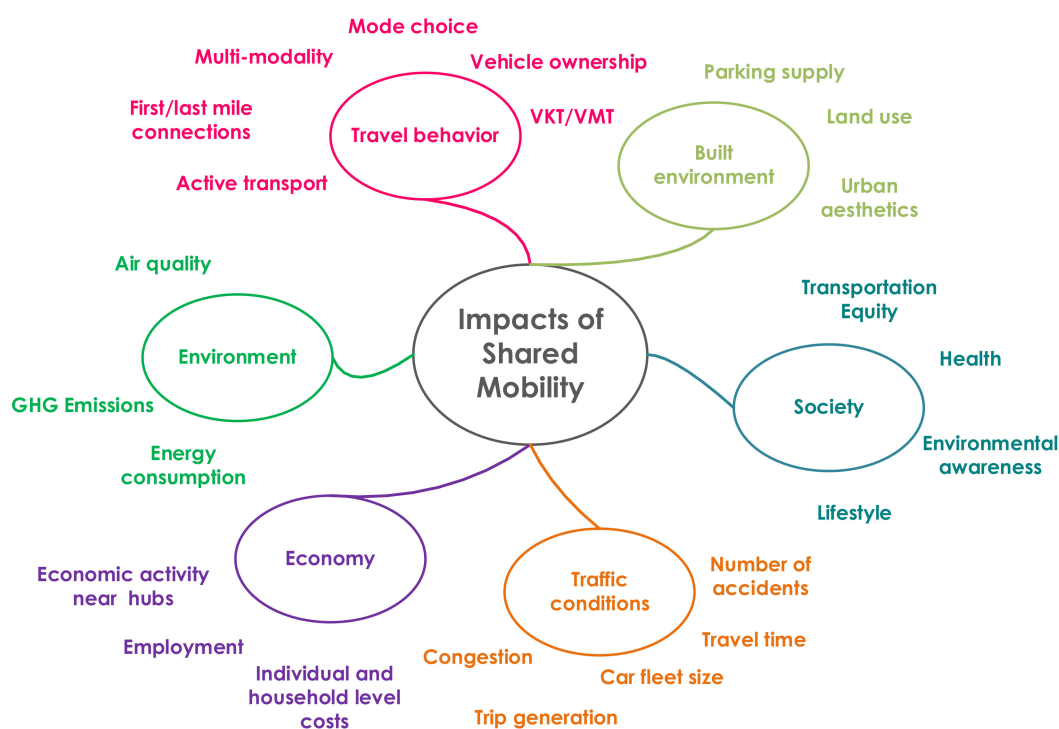 Mode choice
Multi-modality
Vehicle ownership
First/last mile
connections
VKT/VMT
Travel behavior
Active transport
Parking supply
Land use
Built
environment
Urban
aesthetics
Air quality
Environment
GHG Emissions
Energy
consumption
Impacts of
Shared
Mobility
Transportation
Equity
Health
Society
Environmental
awareness
Lifestyle
Economy
Economic activity
near hubs
Employment
Individual and
household level
costs
Traffic
conditions
Number of
accidents
Travel time
Congestion
Car fleet size
Trip generation